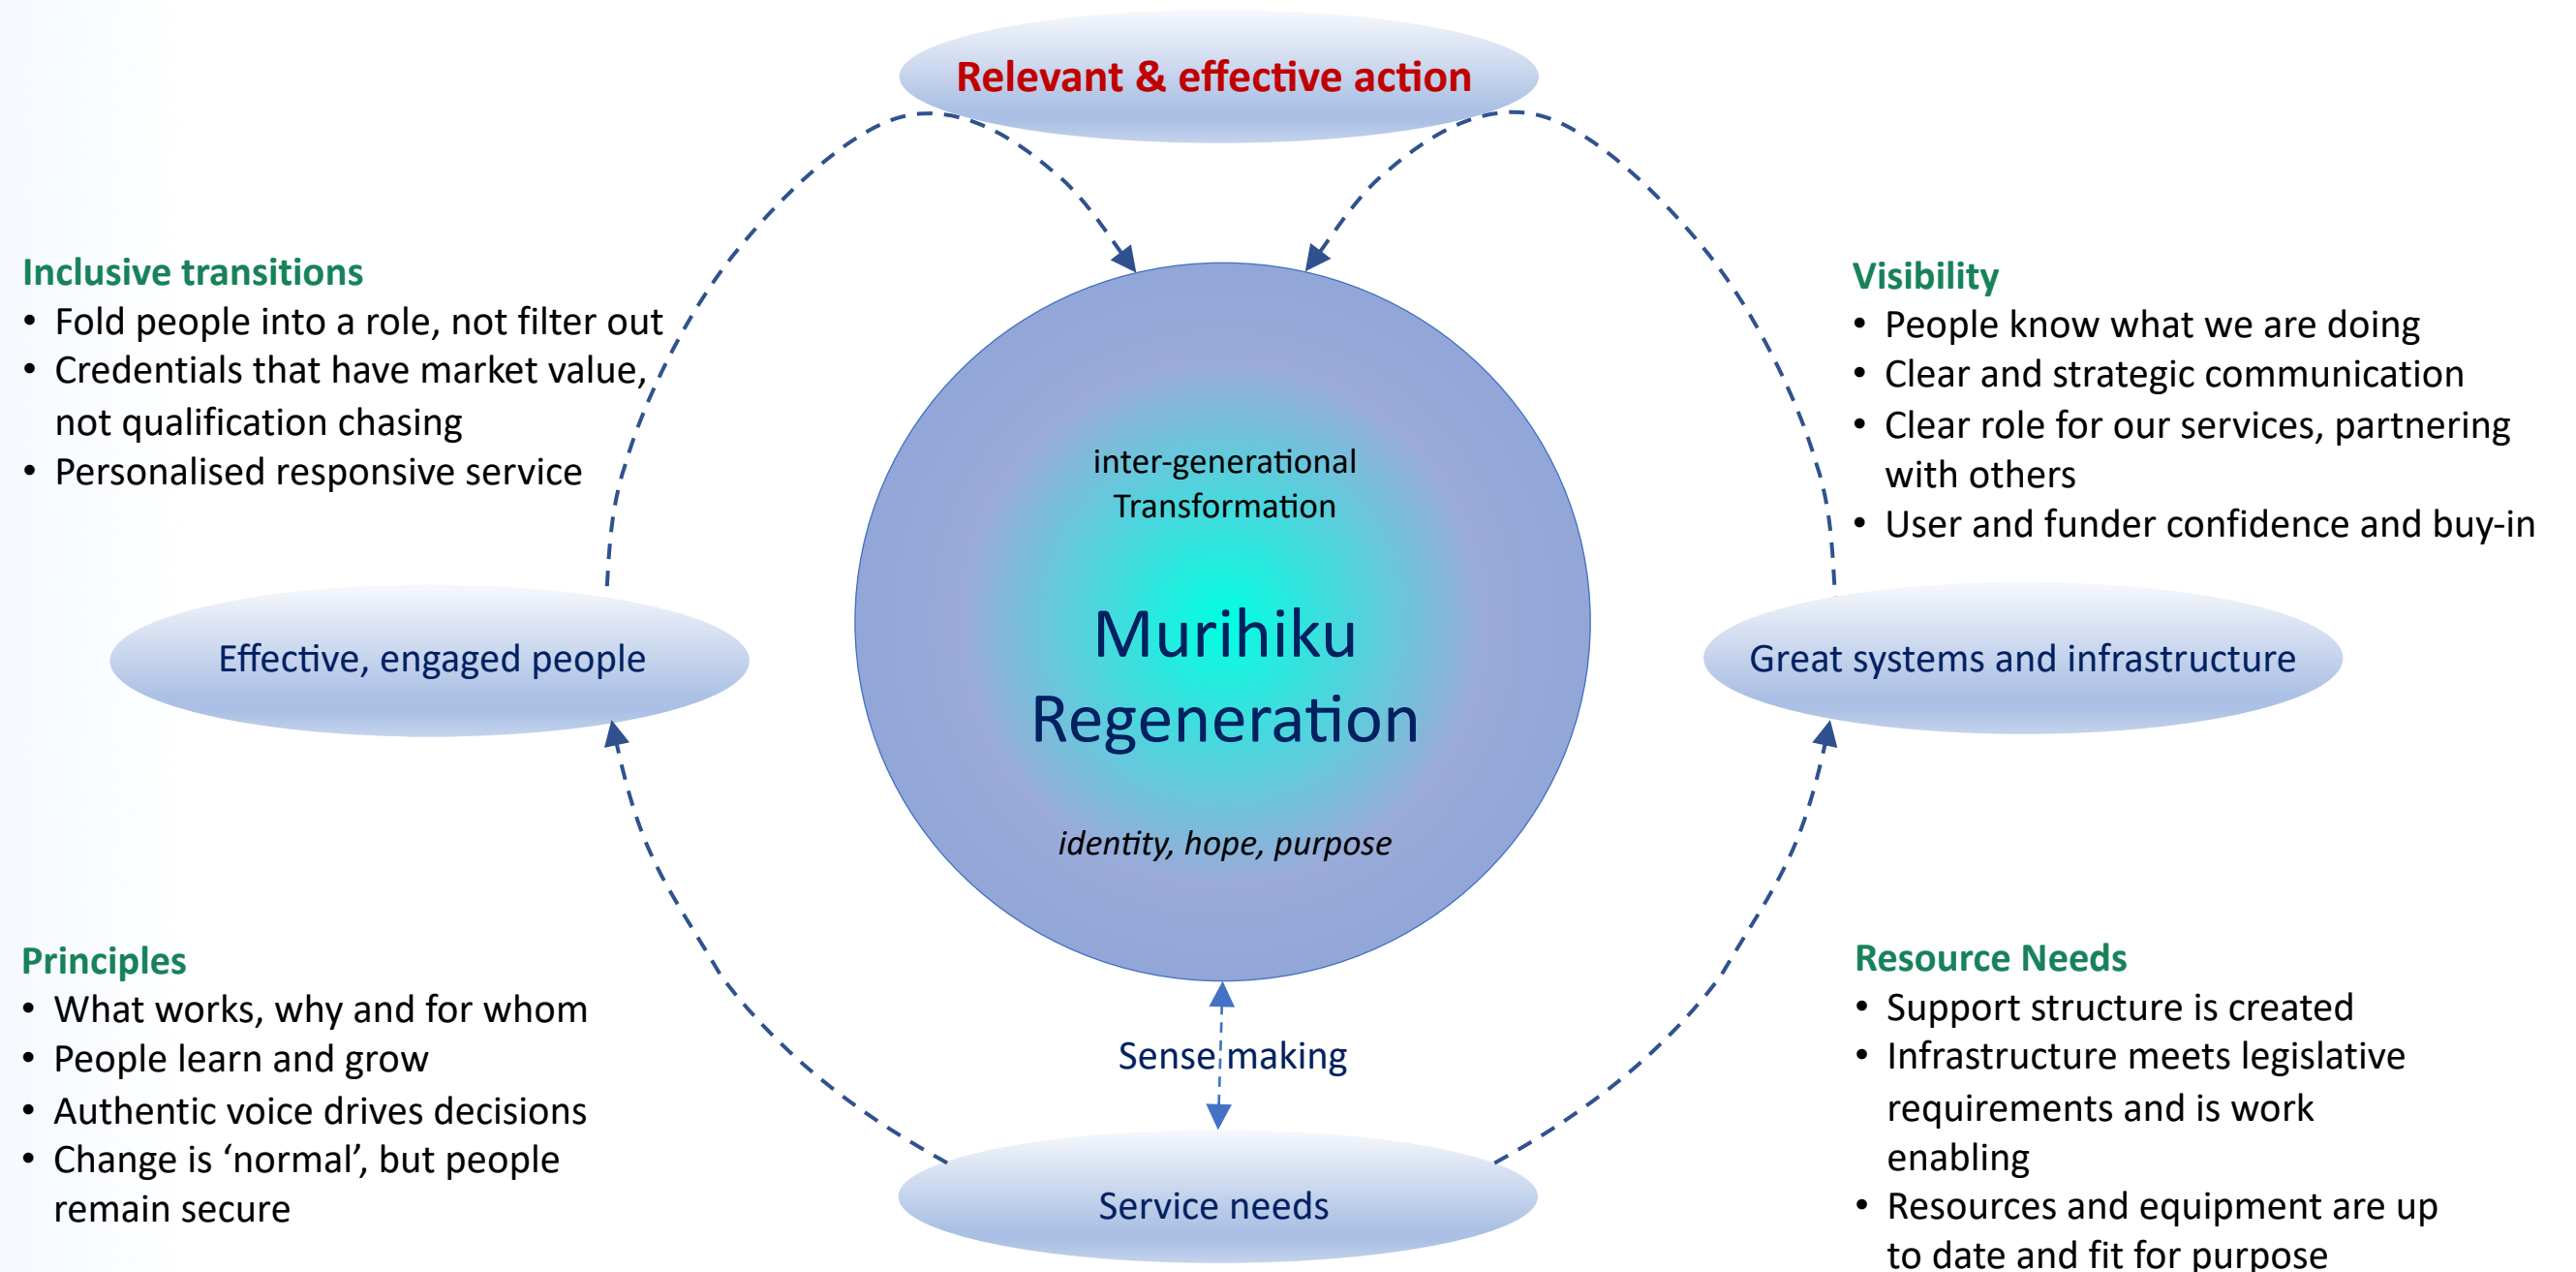 Relevant & effective action
Inclusive transitions
• Fold people into a role, not filter out
• Credentials that have market value,
not qualification chasing
• Personalised responsive service
Visibility
• People know what we are doing
• Clear and strategic communication
• Clear role for our services, partnering
with others
• User and funder confidence and buy-in
inter-generational
Transformation
Murihiku
Regeneration
identity, hope, purpose
Effective, engaged people
Great systems and infrastructure
Principles
• What works, why and for whom
• People learn and grow
• Authentic voice drives decisions
• Change is ‘normal’, but people
remain secure
Sense making
Service needs
Resource Needs
• Support structure is created
• Infrastructure meets legislative
requirements and is work
enabling
• Resources and equipment are up
to date and fit for purpose